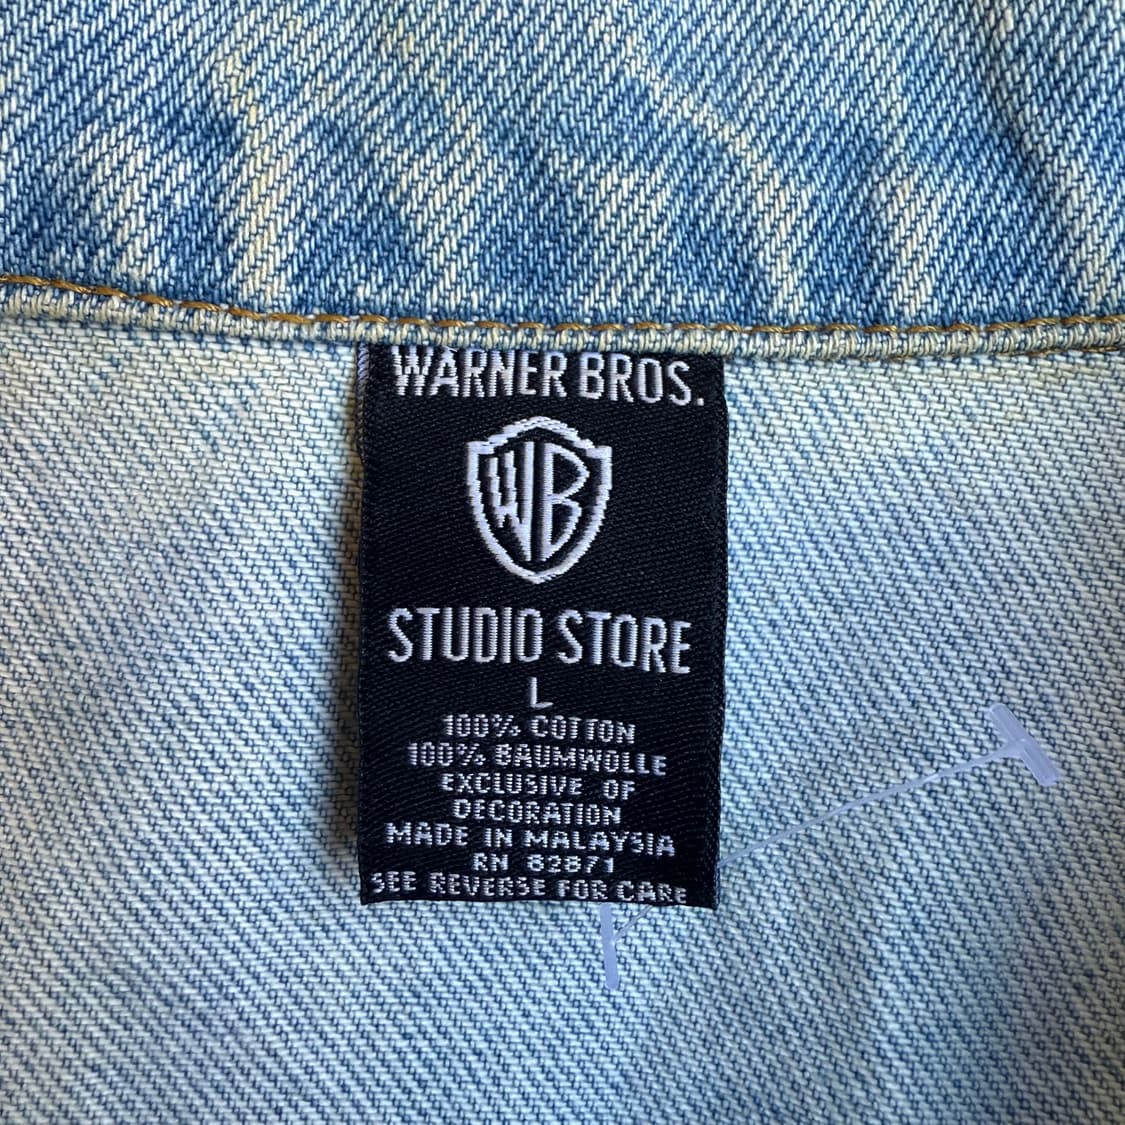 WARNER BROS.
WB
STUDIO STORE
L
100% COTTON
100% BAUMWOLLE
EXCLUSIVE OF
DECORATION
MADE IN MALAYSIA
RN 82871
SEE REVERSE FOR CARE